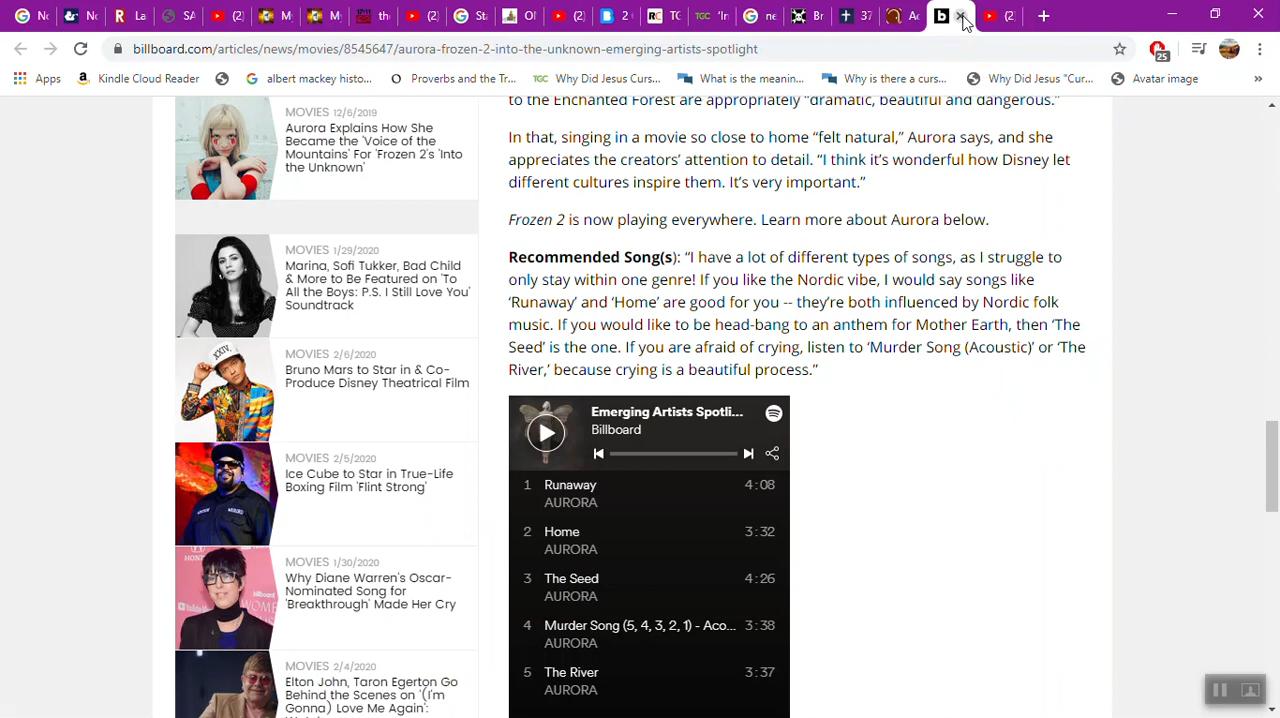 (2)
(2)
(2)
(2)
TGC
(2)
billboard.com/articles/news/movies/8545647/aurora-frozen-2-into-the-unknown-emerging-artists-spotlight
25
Apps
Kindle Cloud Reader
albert mackey histo...
Proverbs and the Tr...
TGC Why Did Jesus Curs...
What is the meanin...
Why is there a curs...
Why Did Jesus "Cur...
Avatar image
»
to the Enchanted Forest are appropriately “dramatic, beautiful and dangerous.”
In that, singing in a movie so close to home “felt natural,” Aurora says, and she
appreciates the creators’ attention to detail. “I think it’s wonderful how Disney let
different cultures inspire them. It’s very important.”
Frozen 2 is now playing everywhere. Learn more about Aurora below.
Recommended Song(s): “I have a lot of different types of songs, as I struggle to
only stay within one genre! If you like the Nordic vibe, I would say songs like
‘Runaway’ and ‘Home’ are good for you -- they’re both influenced by Nordic folk
music. If you would like to be head-bang to an anthem for Mother Earth, then ‘The
Seed’ is the one. If you are afraid of crying, listen to ‘Murder Song (Acoustic)’ or ‘The
River,’ because crying is a beautiful process.”
MOVIES 12/6/2019
Aurora Explains How She
Became the 'Voice of the
Mountains' For 'Frozen 2's 'Into
the Unknown'
MOVIES 1/29/2020
Marina, Sofi Tukker, Bad Child
& More to Be Featured on 'To
All the Boys: P.S. I Still Love You'
Soundtrack
MOVIES 2/6/2020
Bruno Mars to Star in & Co-
Produce Disney Theatrical Film
MOVIES 2/5/2020
Ice Cube to Star in True-Life
Boxing Film 'Flint Strong'
MOVIES 1/30/2020
Why Diane Warren's Oscar-
Nominated Song for
'Breakthrough' Made Her Cry
MOVIES 2/4/2020
Elton John, Taron Egerton Go
Behind the Scenes on '(I'm
Gonna) Love Me Again':
Emerging Artists Spotli...
Billboard
1 Runaway 4:08
AURORA
2 Home 3:32
AURORA
3 The Seed 4:26
AURORA
4 Murder Song (5, 4, 3, 2, 1) - Aco... 3:38
AURORA
5 The River 3:37
AURORA